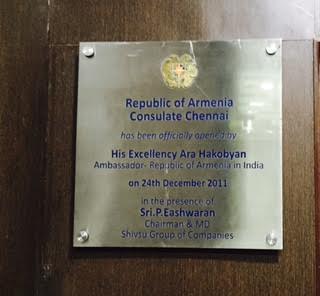 Republic of Armenia
Consulate Chennai
has been officially opened by
His Excellency Ara Hakobyan
Ambassador- Republic of Armenia in India
on 24th December 2011
in the presence of
Sri.P.Eashwaran
Chairman & MD
Shivsu Group of Companies